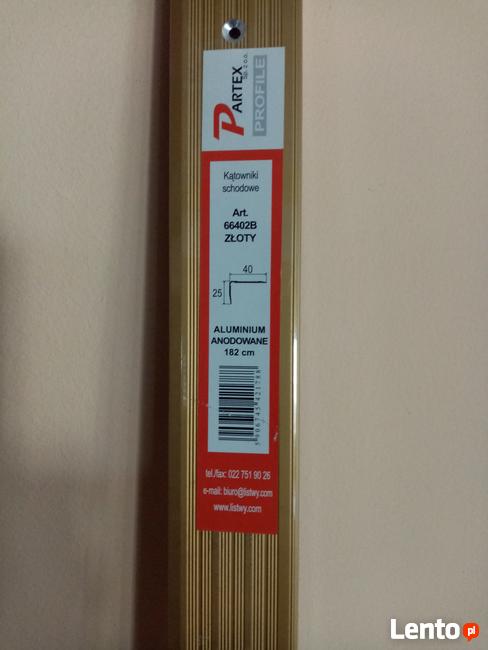 PARTEX
Sp. z o.o.
PROFILE
Kątowniki
schodowe
Art.
66402B
ZŁOTY
40
25
ALUMINIUM
ANODOWANE
182 cm
5906745421788
tel./fax: 022 751 90 26
e-mail: biuro@listwy.com
www.listwy.com
Lento.pl